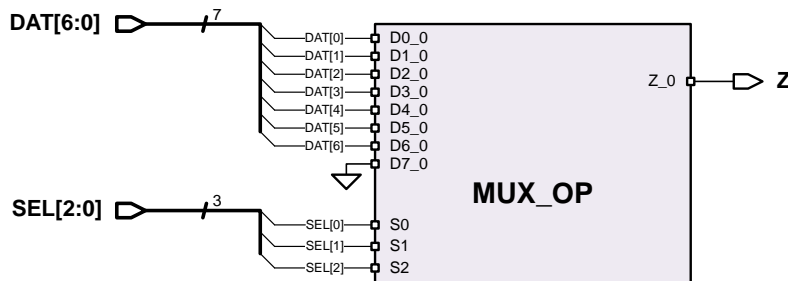 DAT[6:0] 7
DAT[0] D0_0
DAT[1] D1_0
DAT[2] D2_0
DAT[3] D3_0
DAT[4] D4_0
DAT[5] D5_0
DAT[6] D6_0
D7_0
Z_0 Z
MUX_OP
SEL[2:0] 3
SEL[0] S0
SEL[1] S1
SEL[2] S2